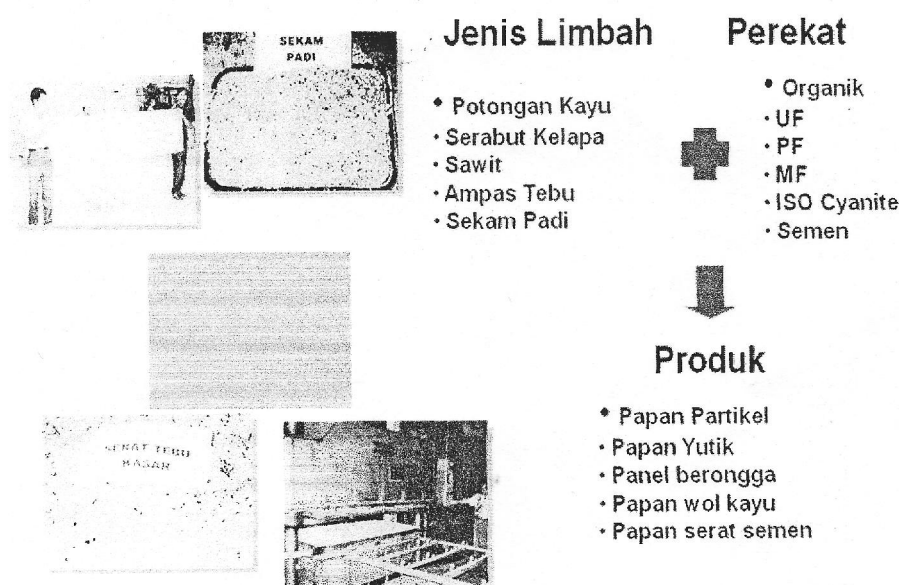 SEKAM
PADI
Jenis Limbah
• Potongan Kayu
• Serabut Kelapa
• Sawit
• Ampas Tebu
• Sekam Padi
Perekat
• Organik
• UF
• PF
• MF
• ISO Cyanite
• Semen
Produk
• Papan Partikel
• Papan Yutik
• Panel berongga
• Papan wol kayu
• Papan serat semen
SERAT TEBU
KASAR